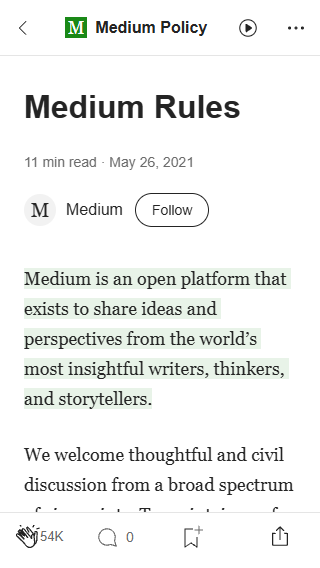 M Medium Policy
Medium Rules
11 min read · May 26, 2021
M Medium Follow
Medium is an open platform that
exists to share ideas and
perspectives from the world’s
most insightful writers, thinkers,
and storytellers.
We welcome thoughtful and civil
discussion from a broad spectrum
54K 0